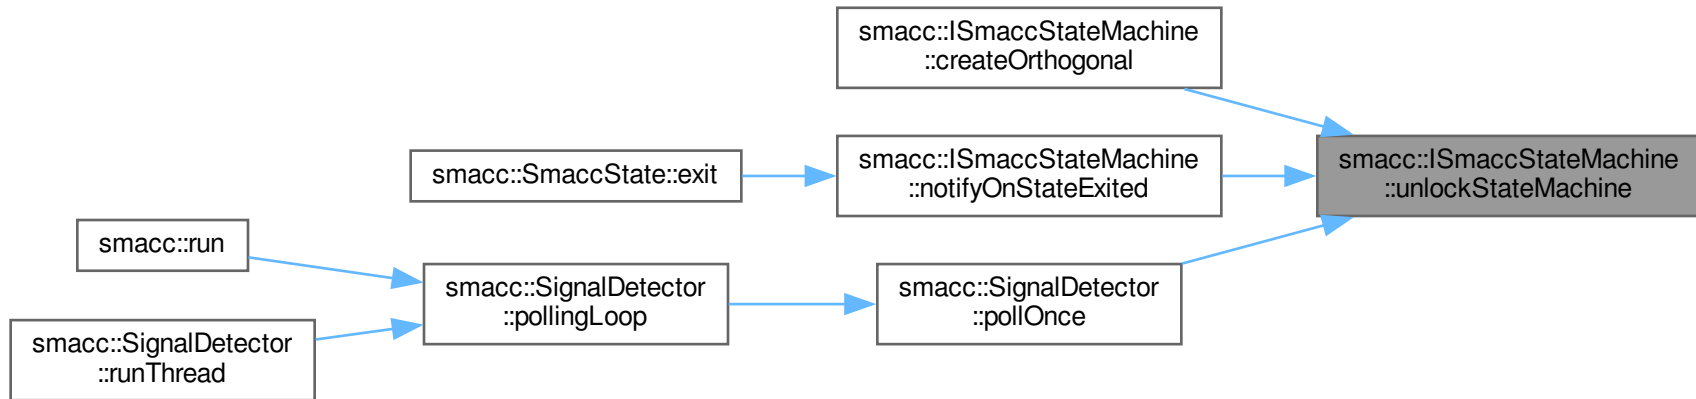 smacc::ISmaccStateMachine
::createOrthogonal
smacc::SmaccState::exit
smacc::ISmaccStateMachine
::notifyOnStateExited
smacc::ISmaccStateMachine
::unlockStateMachine
smacc::run
smacc::SignalDetector
::pollingLoop
smacc::SignalDetector
::pollOnce
smacc::SignalDetector
::runThread